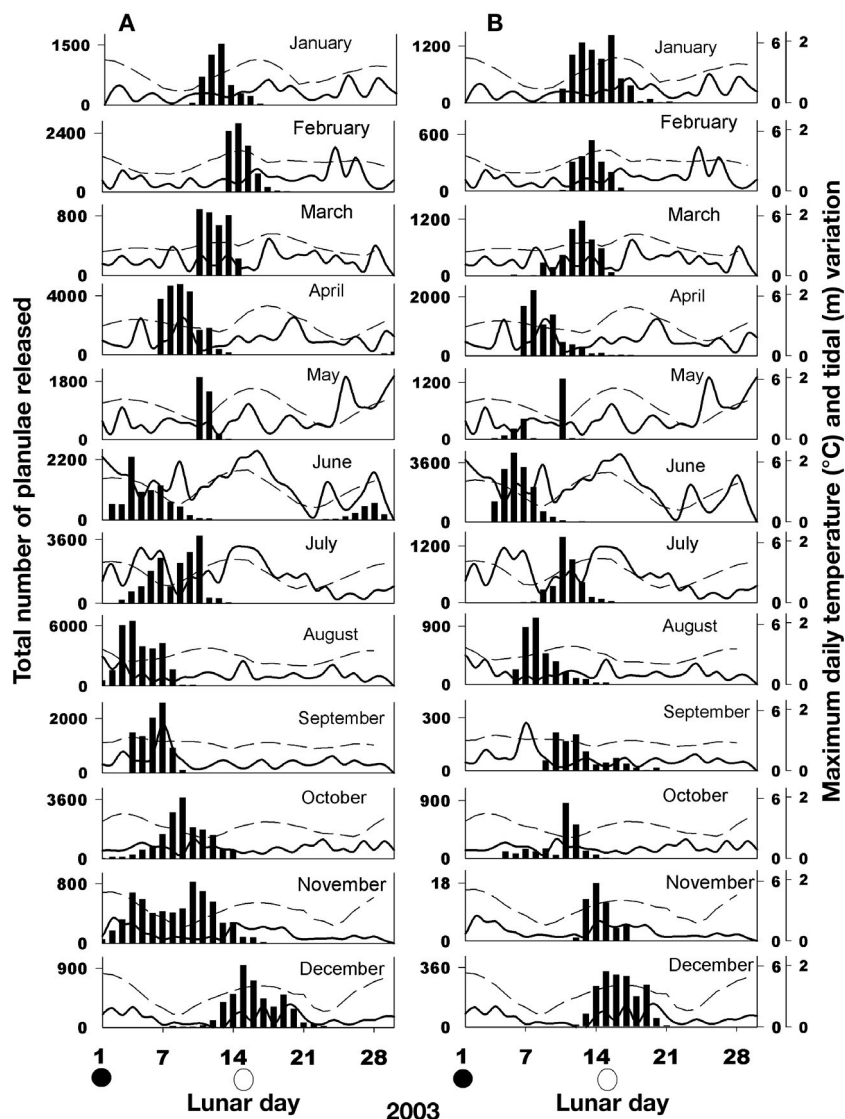 A B
January January
1500 1200 6 2
0 0 0 0
February February
2400 600 6 2
0 0 0 0
March March
800 1200 6 2
0 0 0 0
April April
4000 2000 6 2
0 0 0 0
May May
1800 1200 6 2
0 0 0 0
June June
2200 3600 6 2
0 0 0 0
July July
3600 1200 6 2
0 0 0 0
August August
6000 900 6 2
0 0 0 0
September September
2000 300 6 2
0 0 0 0
October October
3600 900 6 2
0 0 0 0
November November
800 18 6 2
0 0 0 0
December December
900 360 6 2
0 0 0 0
1 7 14 21 28 1 7 14 21 28
Lunar day Lunar day
2003
Total number of planulae released
Maximum daily temperature (°C) and tidal (m) variation